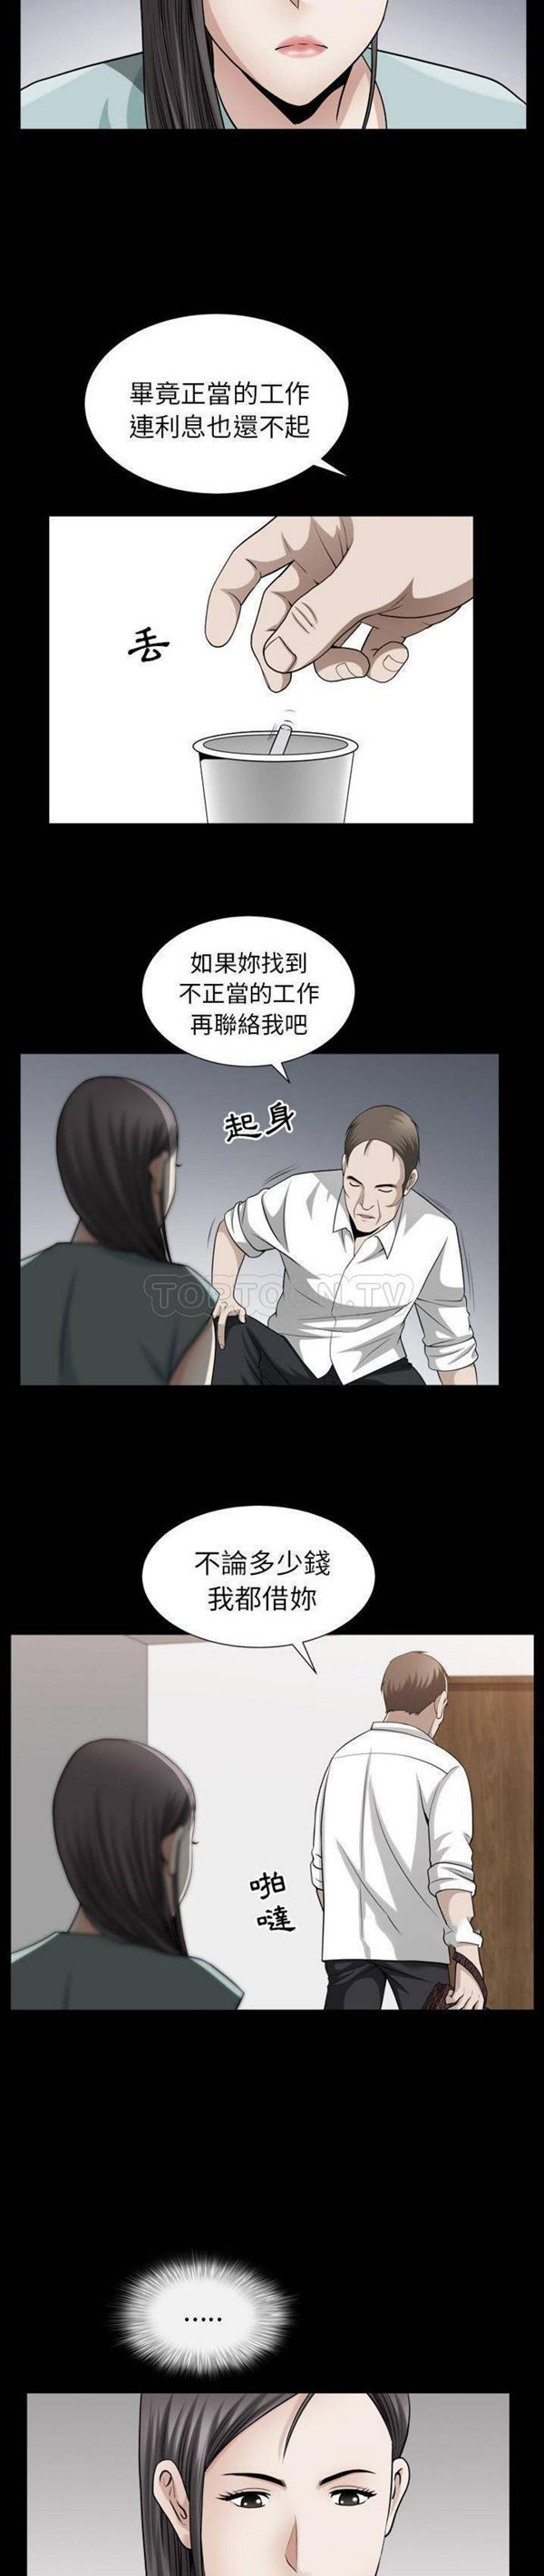 畢竟正當的工作
連利息也還不起
丟
如果妳找到
不正當的工作
再聯絡我吧
起身
TOPTOON.TV
不論多少錢
我都借妳
啪
噠
.....